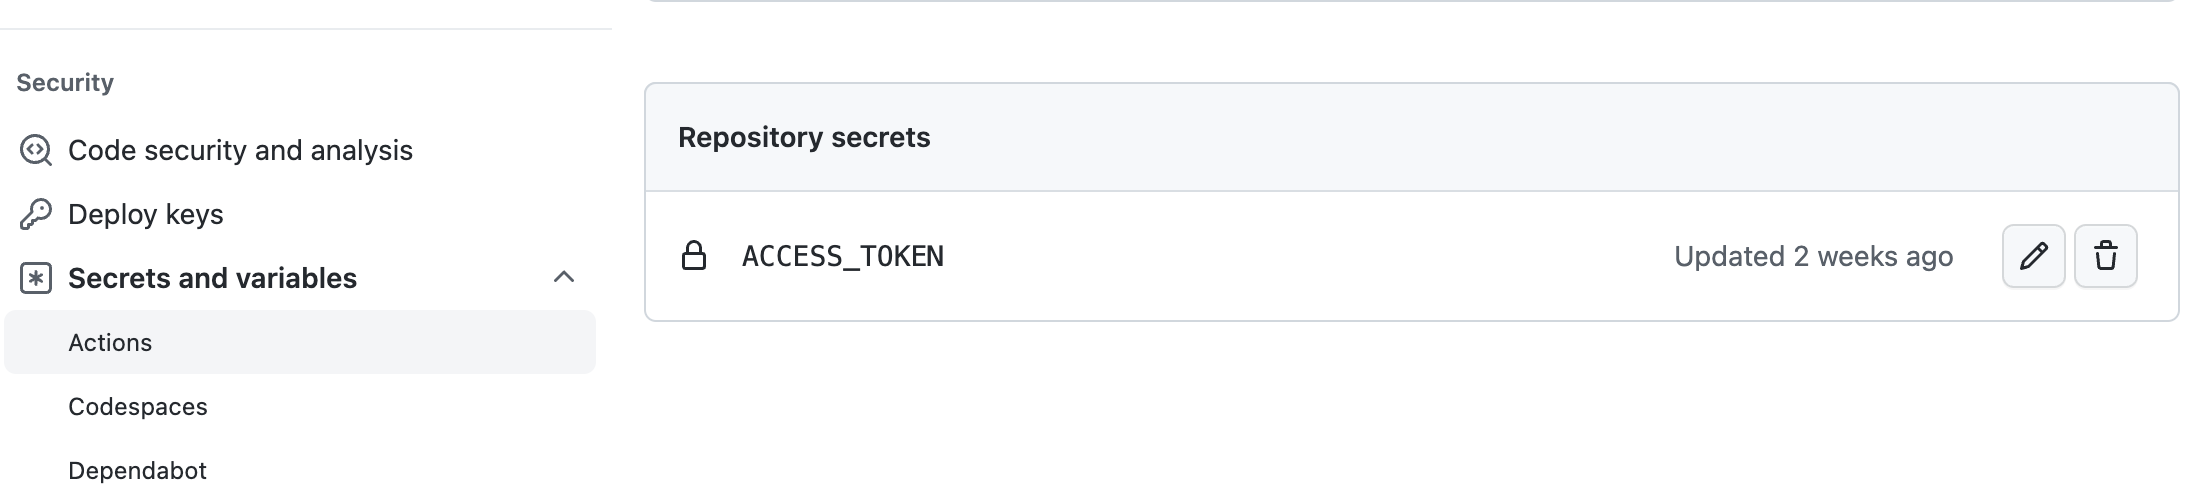 Security
Code security and analysis
Deploy keys
Secrets and variables
Actions
Codespaces
Dependabot
Repository secrets
ACCESS_TOKEN
Updated 2 weeks ago